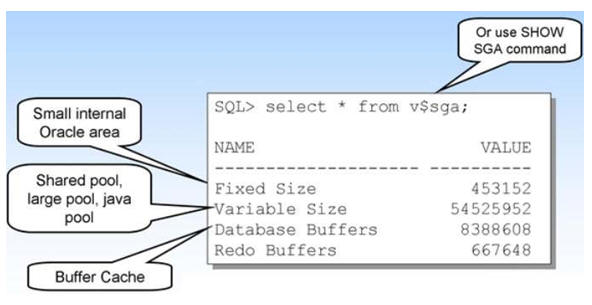 Or use SHOW
SGA command
SQL> select * from v$sga;
Small internal
Oracle area
NAME VALUE
-------------------- ----------
Shared pool,
large pool, java
pool
Fixed Size 453152
Variable Size 54525952
Database Buffers 8388608
Redo Buffers 667648
Buffer Cache